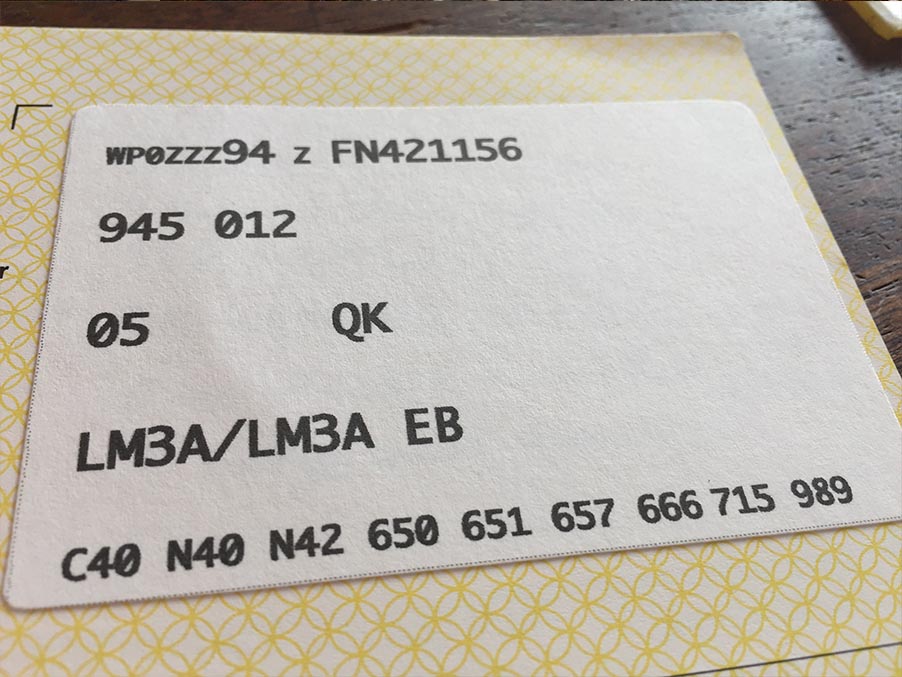 WP0ZZZ94 Z FN421156
945 012
05 QK
LM3A/LM3A EB
C40 N40 N42 650 651 657 666 715 989